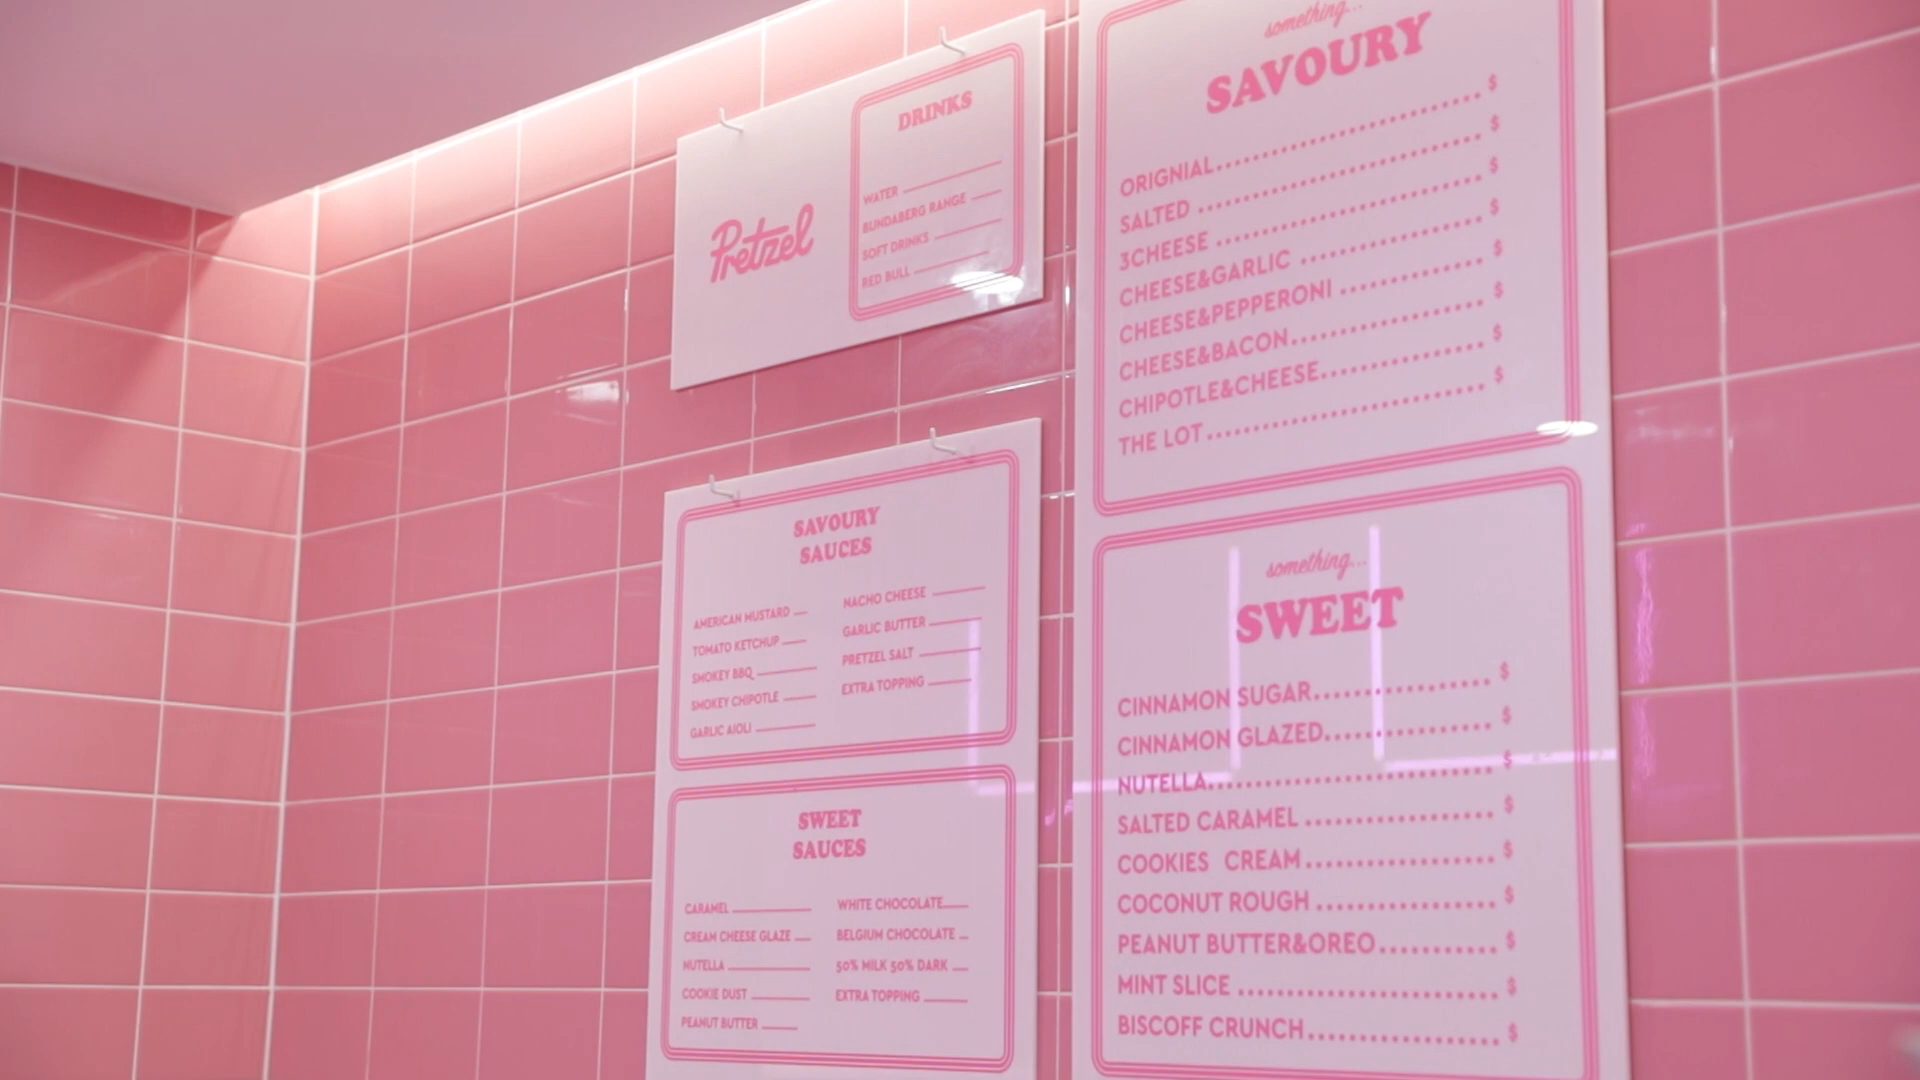 Pretzel
DRINKS
WATER
BUNDABERG RANGE
SOFT DRINKS
RED BULL
SAVOURY
SAUCES
AMERICAN MUSTARD
TOMATO KETCHUP
SMOKEY BBQ
SMOKEY CHIPOTLE
GARLIC AIOLI
NACHO CHEESE
GARLIC BUTTER
PRETZEL SALT
EXTRA TOPPING
SWEET
SAUCES
CARAMEL
CREAM CHEESE GLAZE
NUTELLA
COOKIE DUST
PEANUT BUTTER
WHITE CHOCOLATE
BELGIUM CHOCOLATE
50% MILK 50% DARK
EXTRA TOPPING
something...
SAVOURY
ORIGNIAL $
SALTED $
3CHEESE $
CHEESE&GARLIC $
CHEESE&PEPPERONI $
CHEESE&BACON $
CHIPOTLE&CHEESE $
THE LOT $
something...
SWEET
CINNAMON SUGAR $
CINNAMON GLAZED $
NUTELLA $
SALTED CARAMEL $
COOKIES CREAM $
COCONUT ROUGH $
PEANUT BUTTER&OREO $
MINT SLICE $
BISCOFF CRUNCH $